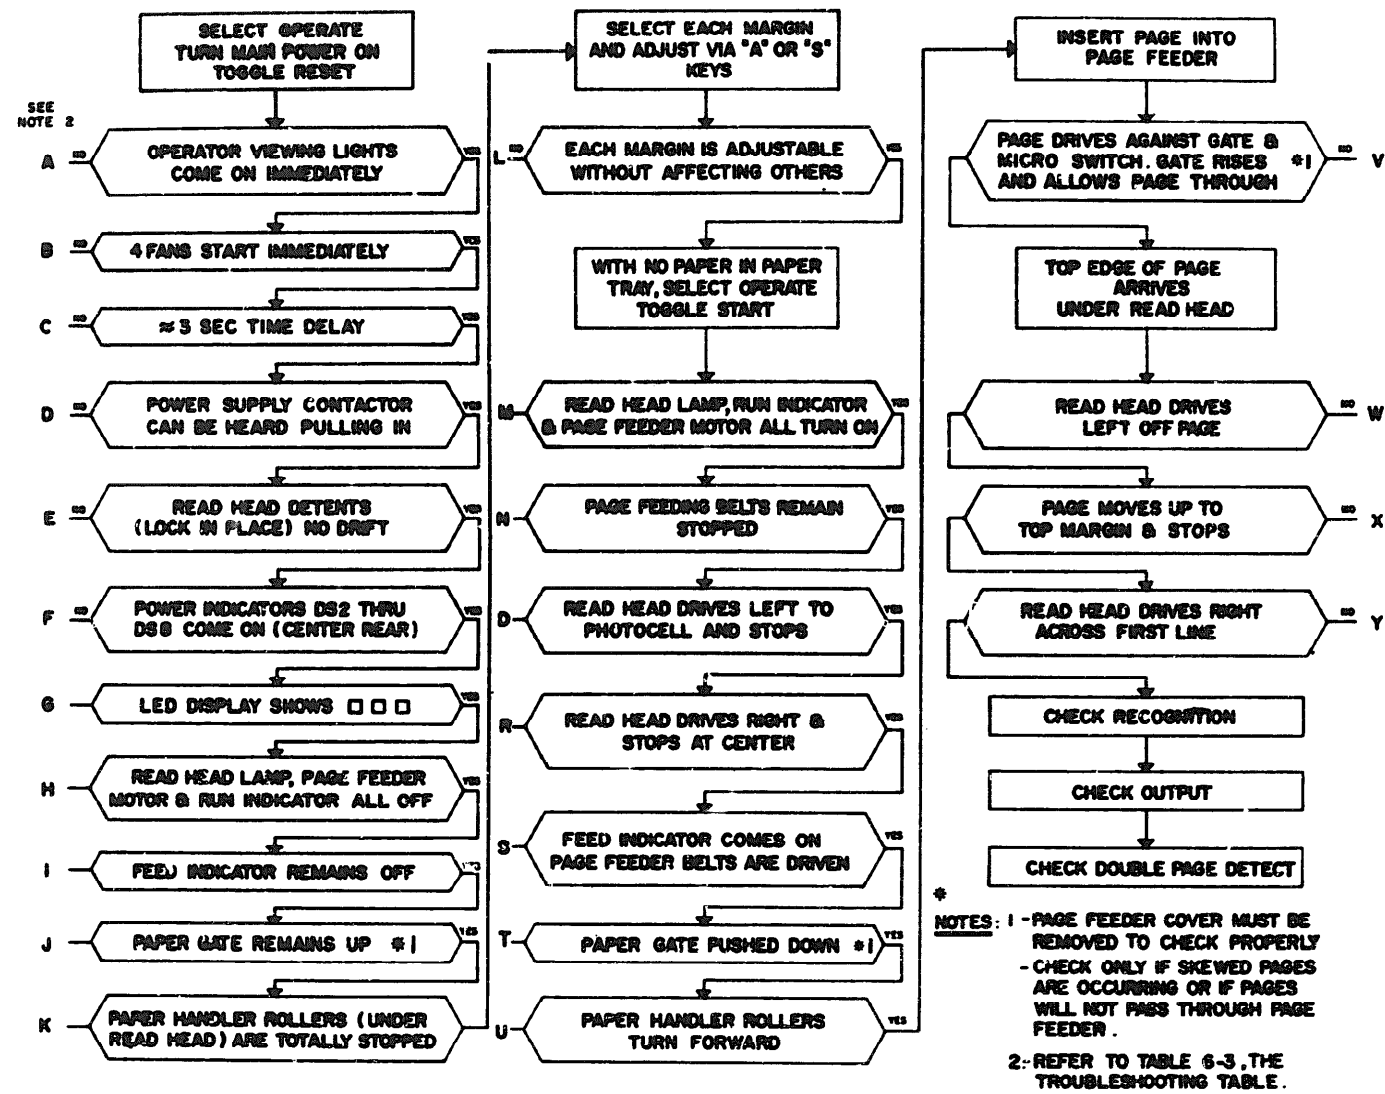 SELECT OPERATE
TURN MAIN POWER ON
TOGGLE RESET
SEE
NOTE 2
A
NO
OPERATOR VIEWING LIGHTS
COME ON IMMEDIATELY
YES
B
NO
4 FANS START IMMEDIATELY
YES
C
NO
≈ 3 SEC TIME DELAY
YES
D
NO
POWER SUPPLY CONTACTOR
CAN BE HEARD PULLING IN
YES
E
NO
READ HEAD DETENTS
(LOCK IN PLACE) NO DRIFT
YES
F
NO
POWER INDICATORS DS2 THRU
DS8 COME ON (CENTER REAR)
YES
G
LED DISPLAY SHOWS □ □ □
YES
H
READ HEAD LAMP, PAGE FEEDER
MOTOR & RUN INDICATOR ALL OFF
YES
I
FEED INDICATOR REMAINS OFF
YES
J
PAPER GATE REMAINS UP *1
YES
K
PAPER HANDLER ROLLERS (UNDER
READ HEAD) ARE TOTALLY STOPPED
SELECT EACH MARGIN
AND ADJUST VIA "A" OR "S"
KEYS
L
NO
EACH MARGIN IS ADJUSTABLE
WITHOUT AFFECTING OTHERS
YES
WITH NO PAPER IN PAPER
TRAY, SELECT OPERATE
TOGGLE START
M
READ HEAD LAMP, RUN INDICATOR
& PAGE FEEDER MOTOR ALL TURN ON
YES
N
PAGE FEEDING BELTS REMAIN
STOPPED
YES
D
READ HEAD DRIVES LEFT TO
PHOTOCELL AND STOPS
YES
R
READ HEAD DRIVES RIGHT &
STOPS AT CENTER
YES
S
FEED INDICATOR COMES ON
PAGE FEEDER BELTS ARE DRIVEN
YES
T
PAPER GATE PUSHED DOWN *1
YES
U
PAPER HANDLER ROLLERS
TURN FORWARD
YES
INSERT PAGE INTO
PAGE FEEDER
PAGE DRIVES AGAINST GATE &
MICRO SWITCH. GATE RISES *1
AND ALLOWS PAGE THROUGH
NO
V
TOP EDGE OF PAGE
ARRIVES
UNDER READ HEAD
READ HEAD DRIVES
LEFT OFF PAGE
NO
W
PAGE MOVES UP TO
TOP MARGIN & STOPS
NO
X
READ HEAD DRIVES RIGHT
ACROSS FIRST LINE
NO
Y
CHECK RECOGNITION
CHECK OUTPUT
CHECK DOUBLE PAGE DETECT
*
NOTES: 1 - PAGE FEEDER COVER MUST BE
REMOVED TO CHECK PROPERLY
- CHECK ONLY IF SKEWED PAGES
ARE OCCURRING OR IF PAGES
WILL NOT PASS THROUGH PAGE
FEEDER.
2:- REFER TO TABLE 6-3, THE
TROUBLESHOOTING TABLE.